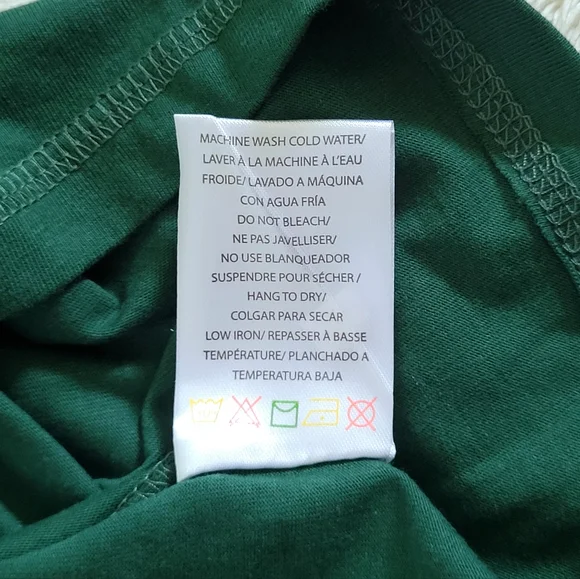 MACHINE WASH COLD WATER/
LAVER À LA MACHINE À L'EAU
FROIDE/ LAVADO A MÁQUINA
CON AGUA FRÍA
DO NOT BLEACH/
NE PAS JAVELLISER/
NO USE BLANQUEADOR
SUSPENDRE POUR SÉCHER /
HANG TO DRY/
COLGAR PARA SECAR
LOW IRON/ REPASSER À BASSE
TEMPÉRATURE/ PLANCHADO A
TEMPERATURA BAJA